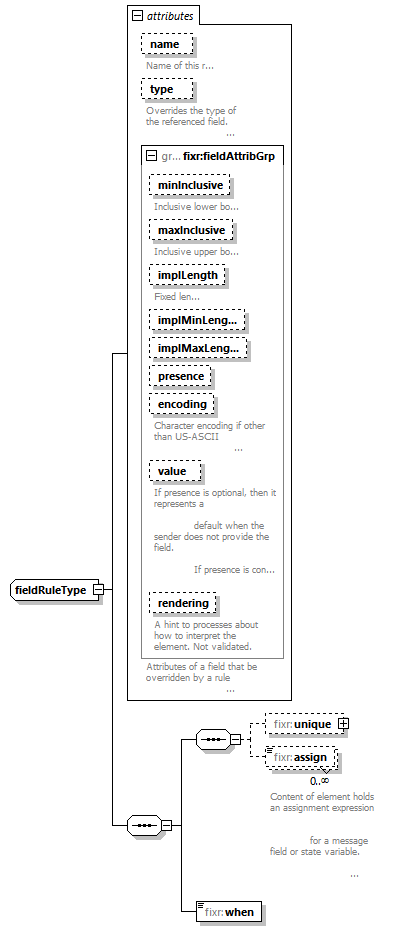 attributes
name
Name of this r...
type
Overrides the type of
the referenced field.
...
gr... fixr:fieldAttribGrp
minInclusive
Inclusive lower bo...
maxInclusive
Inclusive upper bo...
implLength
Fixed len...
implMinLeng...
implMaxLeng...
presence
encoding
Character encoding if other
than US-ASCII
...
value
If presence is optional, then it
represents a
default when the
sender does not provide the
field.
If presence is con...
rendering
A hint to processes about
how to interpret the
element. Not validated.
Attributes of a field that be
overridden by a rule
...
fieldRuleType
fixr:unique
fixr:assign
0..∞
Content of element holds
an assignment expression
for a message
field or state variable.
...
fixr:when